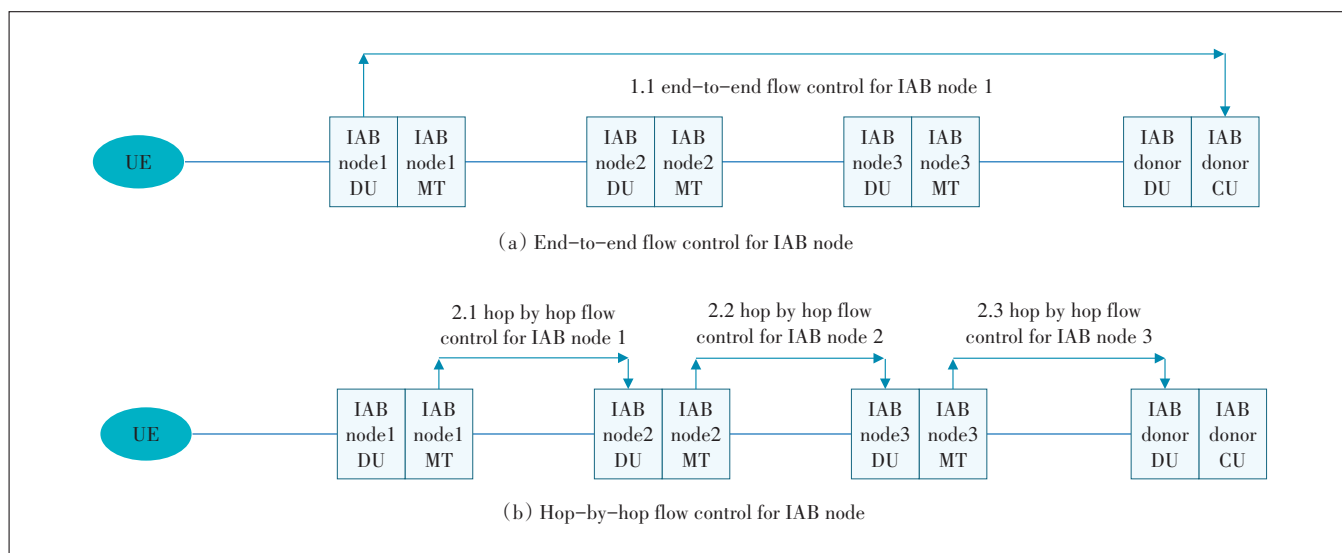 1.1 end-to-end flow control for IAB node 1
UE
IAB
node1
DU
IAB
node1
MT
IAB
node2
DU
IAB
node2
MT
IAB
node3
DU
IAB
node3
MT
IAB
donor
DU
IAB
donor
CU
(a) End-to-end flow control for IAB node
2.1 hop by hop flow
control for IAB node 1
2.2 hop by hop flow
control for IAB node 2
2.3 hop by hop flow
control for IAB node 3
UE
IAB
node1
DU
IAB
node1
MT
IAB
node2
DU
IAB
node2
MT
IAB
node3
DU
IAB
node3
MT
IAB
donor
DU
IAB
donor
CU
(b) Hop-by-hop flow control for IAB node